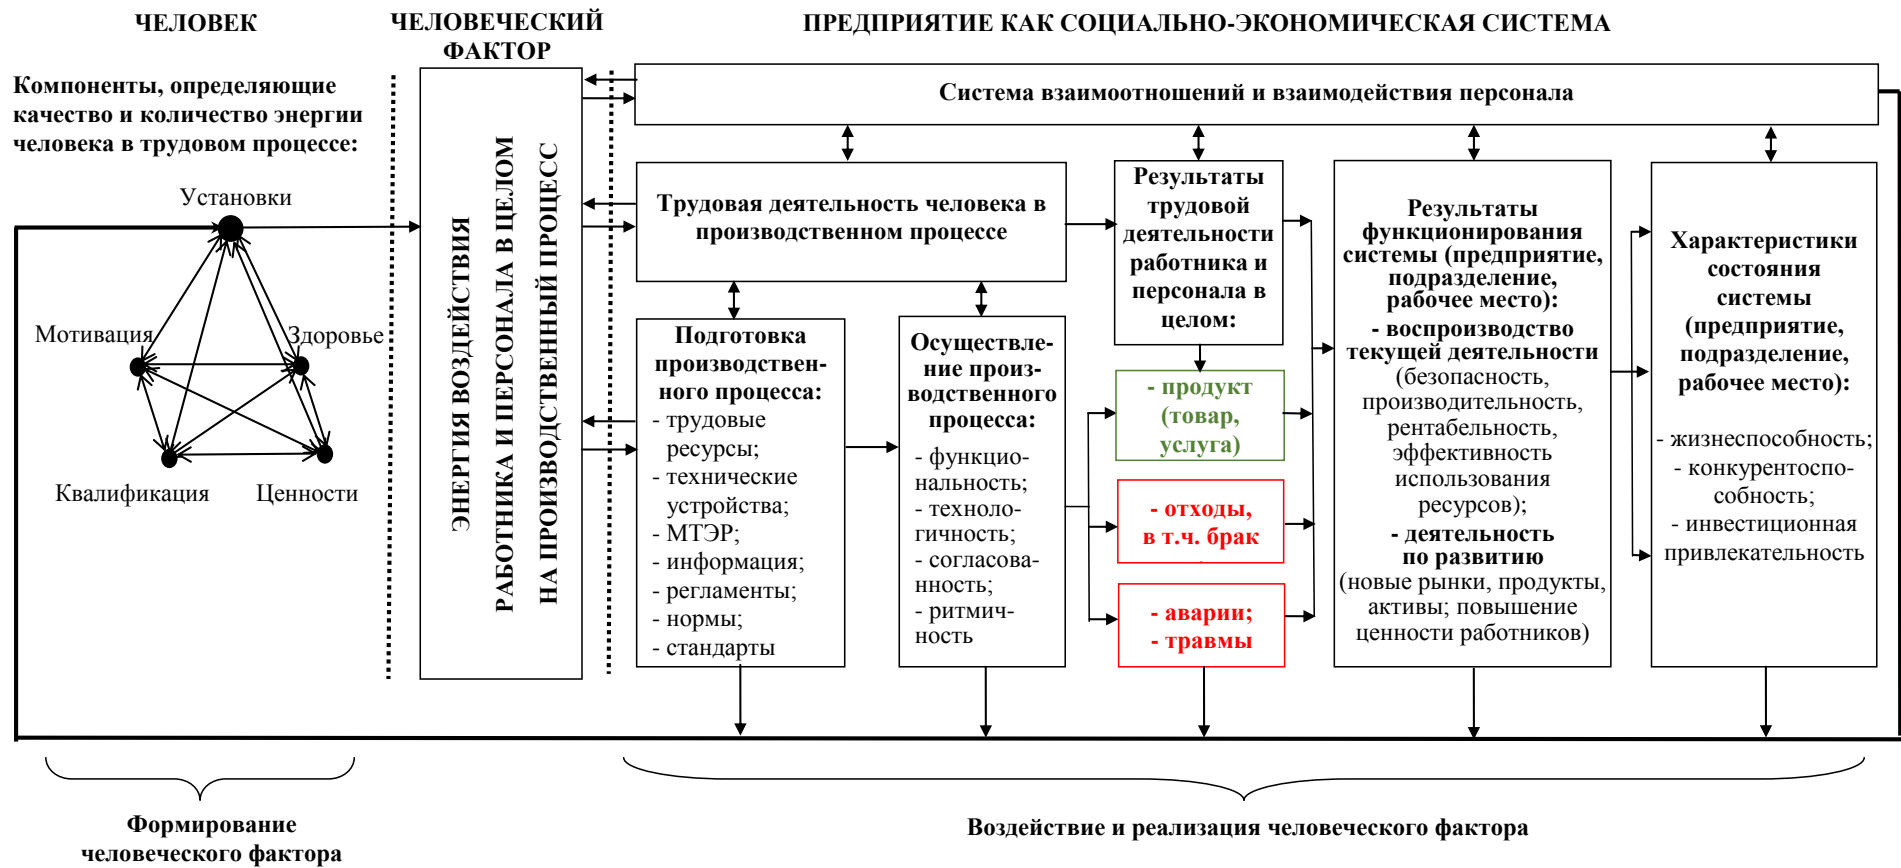 ЧЕЛОВЕК
ЧЕЛОВЕЧЕСКИЙ
ФАКТОР
ПРЕДПРИЯТИЕ КАК СОЦИАЛЬНО-ЭКОНОМИЧЕСКАЯ СИСТЕМА
Компоненты, определяющие
качество и количество энергии
человека в трудовом процессе:
Установки
Мотивация
Здоровье
Квалификация
Ценности
ЭНЕРГИЯ ВОЗДЕЙСТВИЯ
РАБОТНИКА И ПЕРСОНАЛА В ЦЕЛОМ
НА ПРОИЗВОДСТВЕННЫЙ ПРОЦЕСС
Система взаимоотношений и взаимодействия персонала
Трудовая деятельность человека в
производственном процессе
Подготовка
производствен-
ного процесса:
- трудовые
ресурсы;
- технические
устройства;
- МТЭР;
- информация;
- регламенты;
- нормы;
- стандарты
Осуществле-
ние произ-
водственного
процесса:
- функцио-
нальность;
- техноло-
гичность;
- согласова-
нность;
- ритмич-
ность
Результаты
трудовой
деятельности
работника и
персонала в
целом:
- продукт
(товар,
услуга)
- отходы,
в т.ч. брак
- аварии;
- травмы
Результаты
функционирования
системы (предприятие,
подразделение,
рабочее место):
- воспроизводство
текущей деятельности
(безопасность,
производительность,
рентабельность,
эффективность
использования
ресурсов);
- деятельность
по развитию
(новые рынки, продукты,
активы; повышение
ценности работников)
Характеристики
состояния
системы
(предприятие,
подразделение,
рабочее место):
- жизнеспособность;
- конкурентоспо-
собность;
- инвестиционная
привлекательность
Формирование
человеческого фактора
Воздействие и реализация человеческого фактора